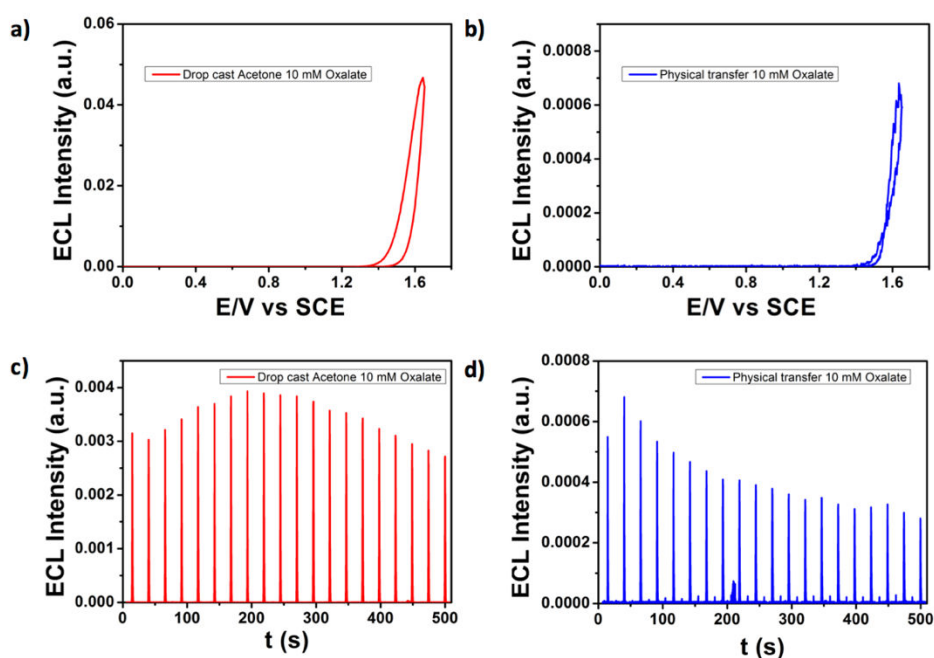 a)
ECL Intensity (a.u.)
0.06
0.04
0.02
0.00
Drop cast Acetone 10 mM Oxalate
0.0 0.4 0.8 1.2 1.6
E/V vs SCE
b)
ECL Intensity (a.u.)
0.0008
0.0006
0.0004
0.0002
0.0000
Physical transfer 10 mM Oxalate
0.0 0.4 0.8 1.2 1.6
E/V vs SCE
c)
ECL Intensity (a.u.)
0.004
0.003
0.002
0.001
0.000
Drop cast Acetone 10 mM Oxalate
0 100 200 300 400 500
t (s)
d)
ECL Intensity (a.u.)
0.0008
0.0006
0.0004
0.0002
0.0000
Physical transfer 10 mM Oxalate
0 100 200 300 400 500
t (s)